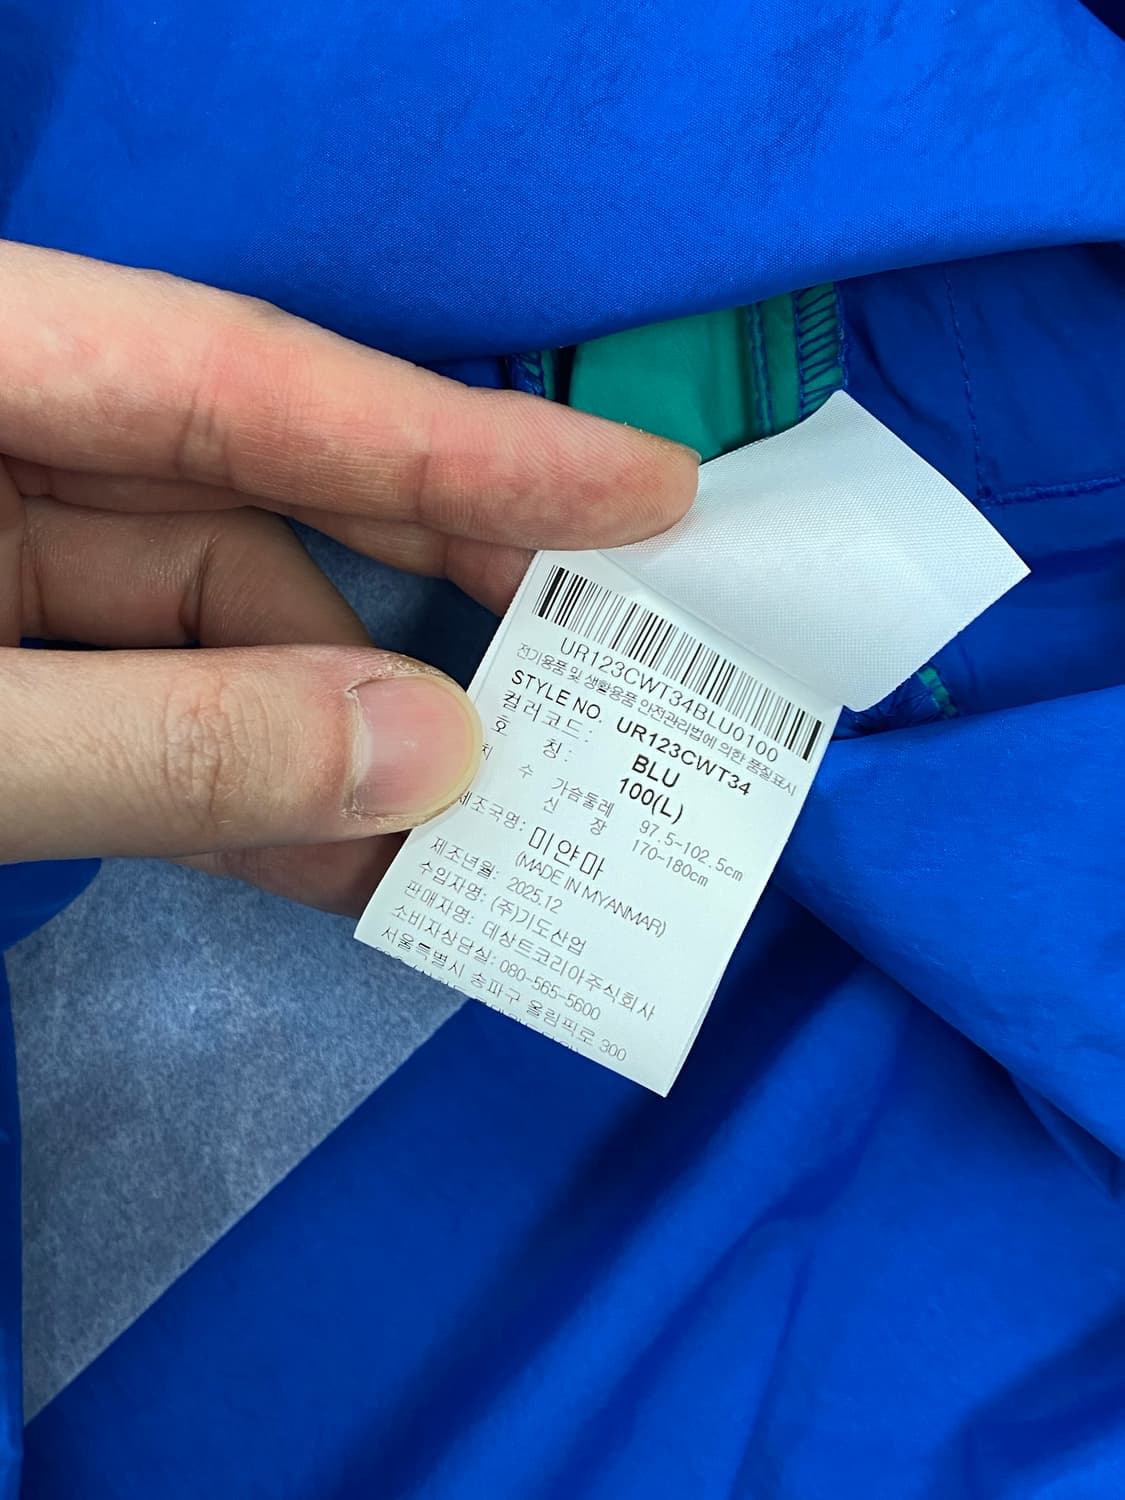 UR123CWT34BLU0100
전기용품 및 생활용품 안전관리법에 의한 품질표시
STYLE NO. UR123CWT34
컬러코드: BLU
호 칭: 100(L)
치 수 가슴둘레 97.5-102.5cm
신 장 170-180cm
제조국명: 미얀마
(MADE IN MYANMAR)
제조년월: 2025.12
수입자명: (주)기도산업
판매자명: 데상트코리아주식회사
소비자상담실: 080-565-5600
서울특별시 송파구 올림픽로 300